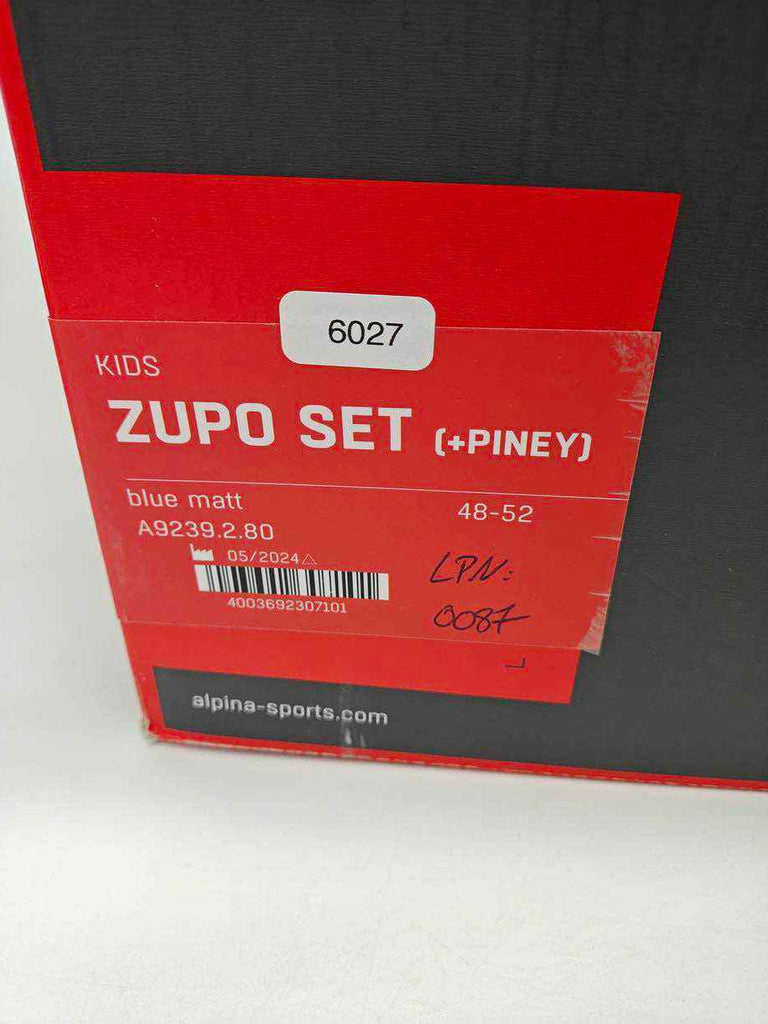 6027
KIDS
ZUPO SET (+PINEY)
blue matt
48-52
A9239.2.80
05/2024
4003692307101
LPN:
0087
alpina-sports.com